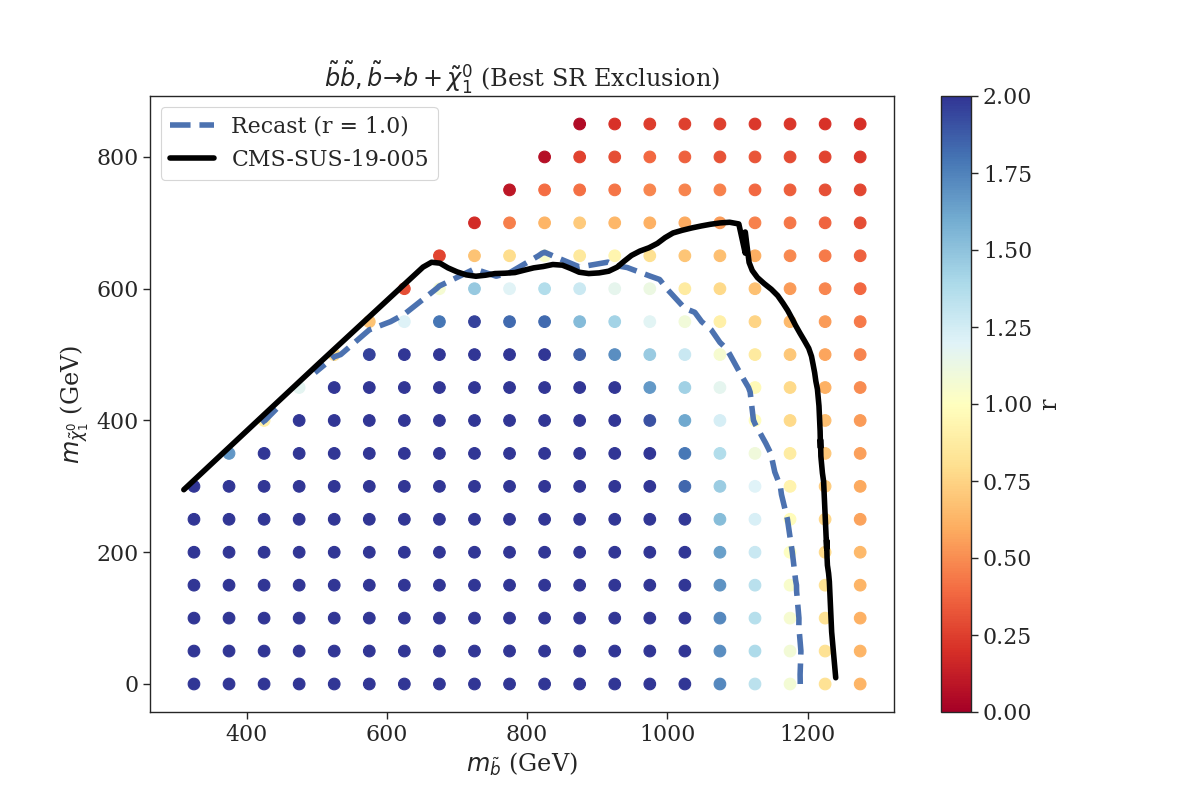 b̃b̃, b̃→b + χ̃₁⁰ (Best SR Exclusion)
Recast (r = 1.0)
CMS-SUS-19-005
800
600
400
200
0
m_χ̃₁⁰ (GeV)
400 600 800 1000 1200
m_b̃ (GeV)
2.00
1.75
1.50
1.25
1.00
0.75
0.50
0.25
0.00
r